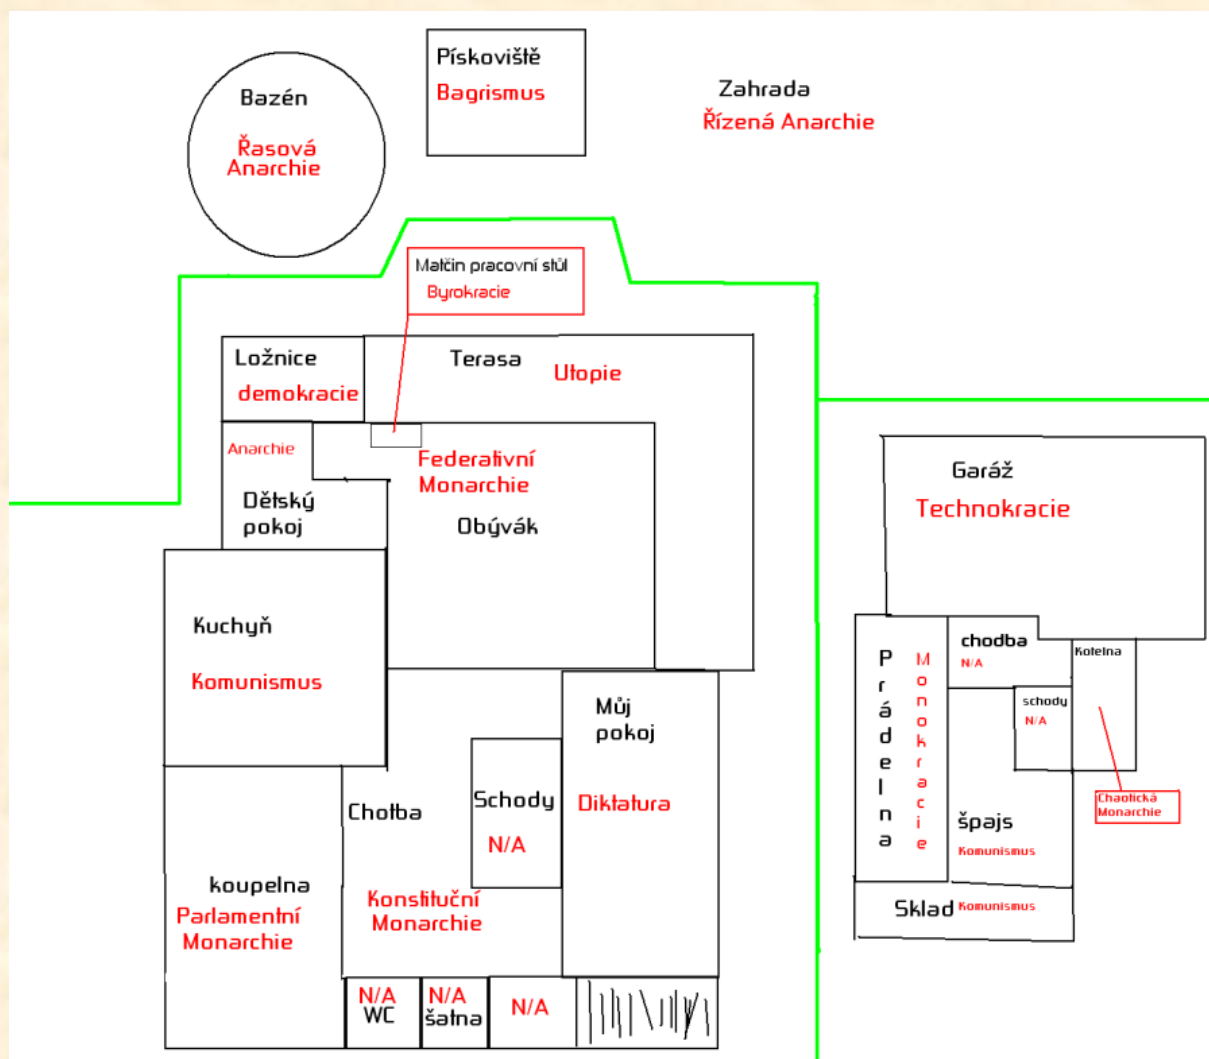 Bazén
Řasová
Anarchie
Pískoviště
Bagrismus
Zahrada
Řízená Anarchie
Matčin pracovní stůl
Byrokracie
Ložnice
demokracie
Terasa
Utopie
Anarchie
Dětský
pokoj
Federativní
Monarchie
Obývák
Kuchyň
Komunismus
Můj
pokoj
Diktatura
Schody
N/A
Chotba
Konstituční
Monarchie
koupelna
Parlamentní
Monarchie
N/A
WC
N/A
šatna
N/A
Garáž
Technokracie
Prádelna
Monokracie
chodba
N/A
Kotelna
schody
N/A
Chaotická
Monarchie
špajs
Komunismus
Sklad
Komunismus